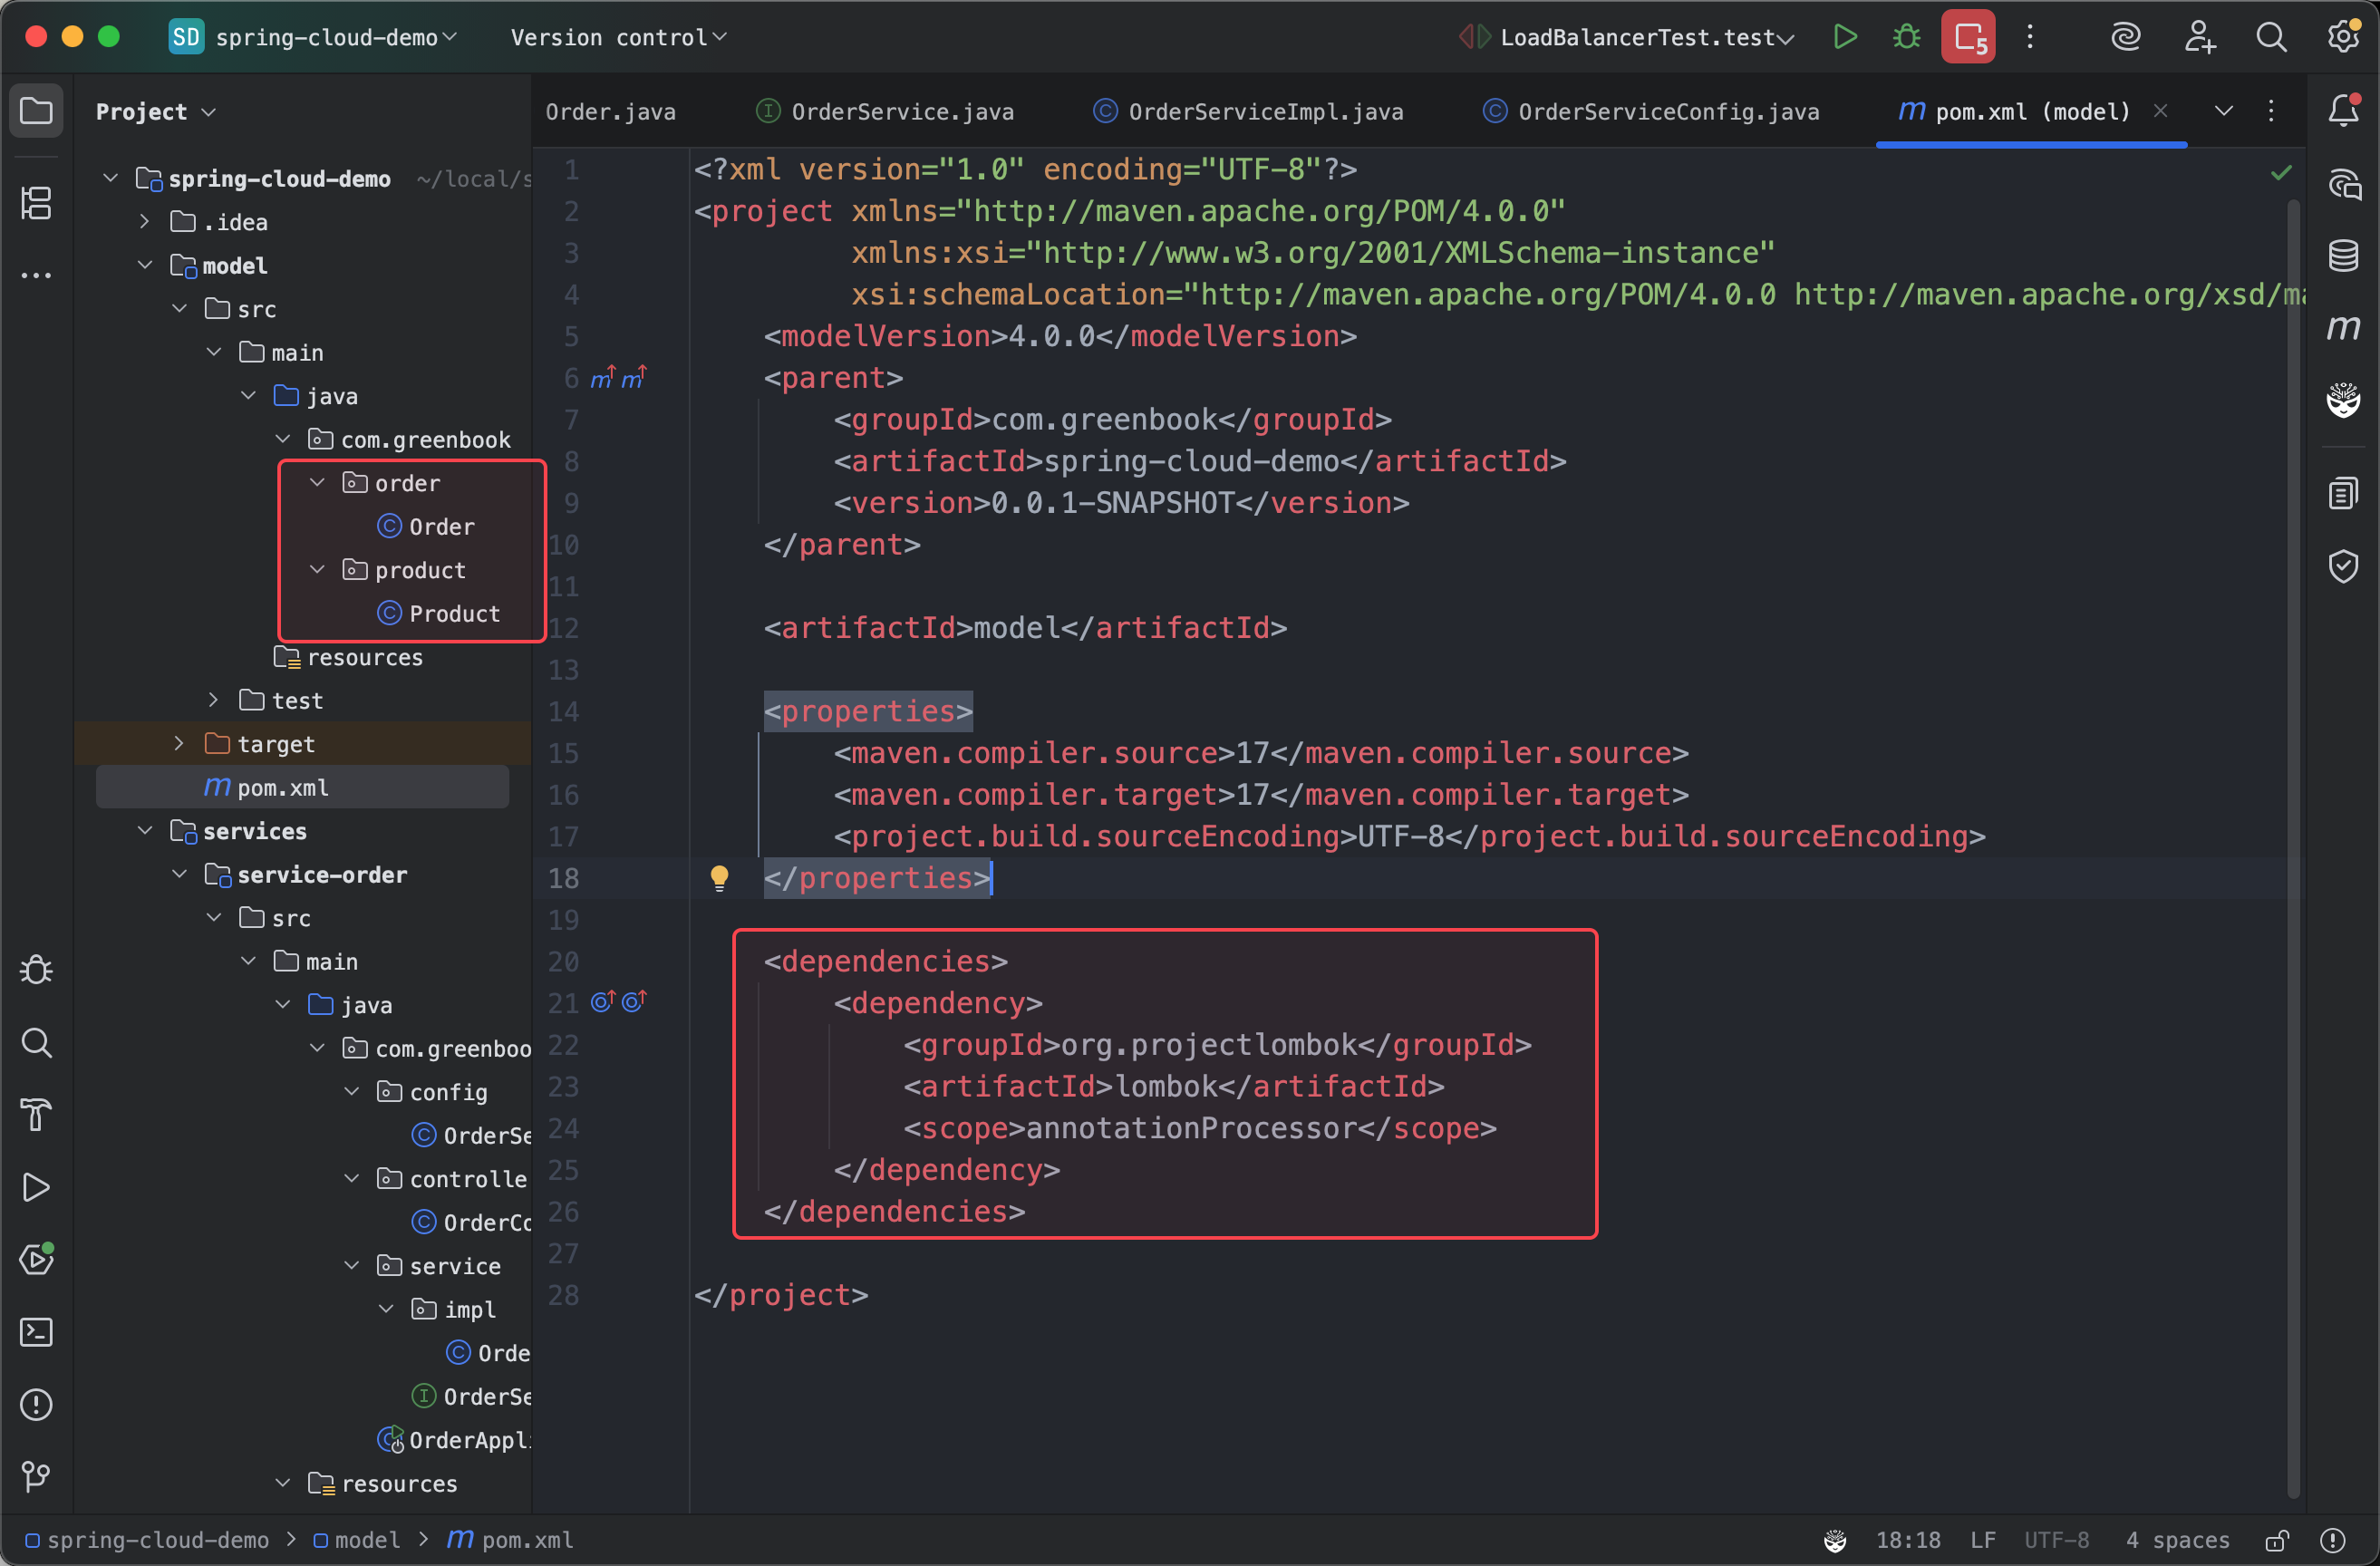 SD spring-cloud-demo Version control LoadBalancerTest.test 5
Project
Order.java OrderService.java OrderServiceImpl.java OrderServiceConfig.java pom.xml (model)
spring-cloud-demo ~/local/s
.idea
model
src
main
java
com.greenbook
order
Order
product
Product
resources
test
target
pom.xml
services
service-order
src
main
java
com.greenboo
config
OrderSe
controlle
OrderCo
service
impl
Orde
OrderSe
OrderAppli
resources
1 <?xml version="1.0" encoding="UTF-8"?>
2 <project xmlns="http://maven.apache.org/POM/4.0.0"
3 xmlns:xsi="http://www.w3.org/2001/XMLSchema-instance"
4 xsi:schemaLocation="http://maven.apache.org/POM/4.0.0 http://maven.apache.org/xsd/ma
5 <modelVersion>4.0.0</modelVersion>
6 <parent>
7 <groupId>com.greenbook</groupId>
8 <artifactId>spring-cloud-demo</artifactId>
9 <version>0.0.1-SNAPSHOT</version>
10 </parent>
11
12 <artifactId>model</artifactId>
13
14 <properties>
15 <maven.compiler.source>17</maven.compiler.source>
16 <maven.compiler.target>17</maven.compiler.target>
17 <project.build.sourceEncoding>UTF-8</project.build.sourceEncoding>
18 </properties>
19
20 <dependencies>
21 <dependency>
22 <groupId>org.projectlombok</groupId>
23 <artifactId>lombok</artifactId>
24 <scope>annotationProcessor</scope>
25 </dependency>
26 </dependencies>
27
28 </project>
spring-cloud-demo > model > pom.xml 18:18 LF UTF-8 4 spaces